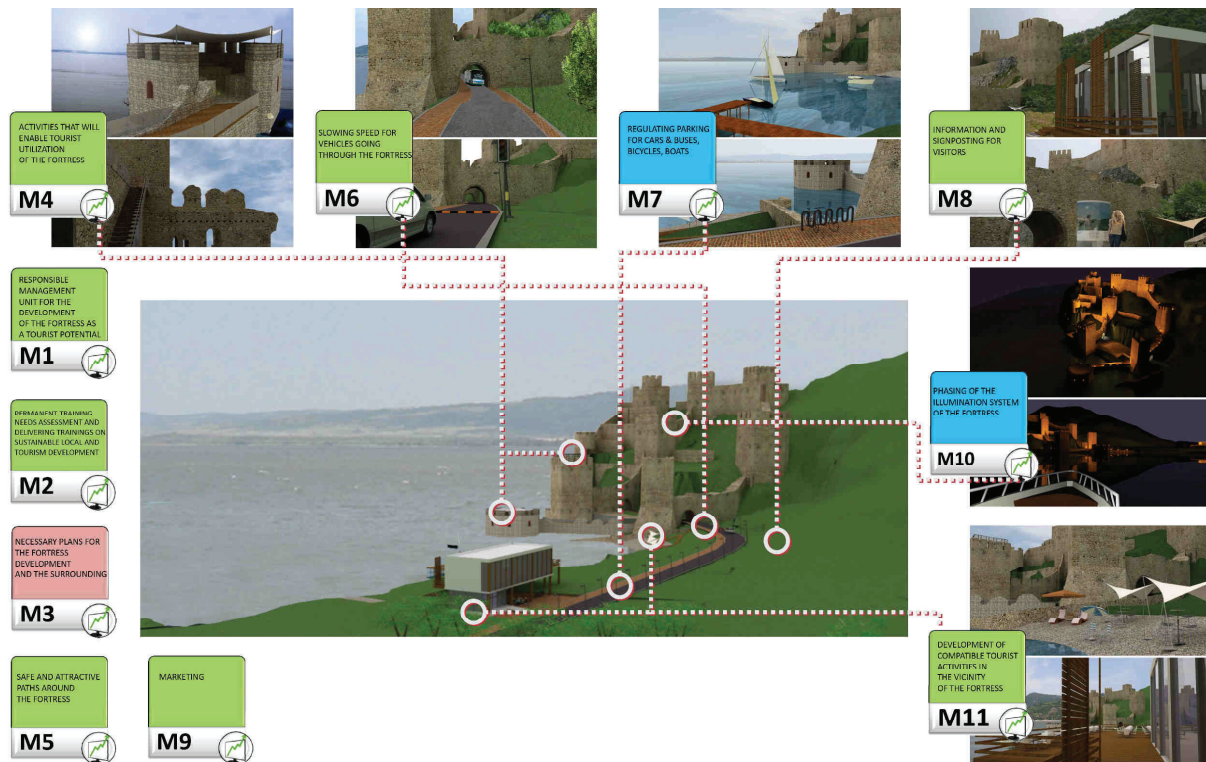 ACTIVITIES THAT WILL
ENABLE TOURIST
UTILIZATION
OF THE FORTRESS
M4
SLOWING SPEED FOR
VEHICLES GOING
THROUGH THE FORTRESS
M6
REGULATING PARKING
FOR CARS & BUSES,
BICYCLES, BOATS
M7
INFORMATION AND
SIGNPOSTING FOR
VISITORS
M8
RESPONSIBLE
MANAGEMENT
UNIT FOR THE
DEVELOPMENT
OF THE FORTRESS AS
A TOURIST POTENTIAL
M1
PERMANENT TRAINING
NEEDS ASSESSMENT AND
DELIVERING TRAININGS ON
SUSTAINABLE LOCAL AND
TOURISM DEVELOPMENT
M2
NECESSARY PLANS FOR
THE FORTRESS
DEVELOPMENT
AND THE SURROUNDING
M3
SAFE AND ATTRACTIVE
PATHS AROUND
THE FORTRESS
M5
MARKETING
M9
PHASING OF THE
ILLUMINATION SYSTEM
OF THE FORTRESS
M10
DEVELOPMENT OF
COMPATIBLE TOURIST
ACTIVITIES IN
THE VICINITY
OF THE FORTRESS
M11